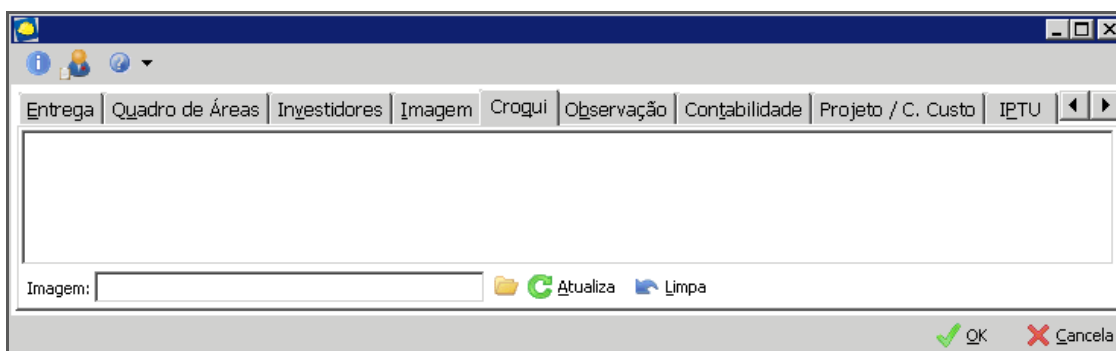 Entrega Quadro de Áreas Investidores Imagem Croqui Observação Contabilidade Projeto / C. Custo IPTU
Imagem: Atualiza Limpa
OK Cancela